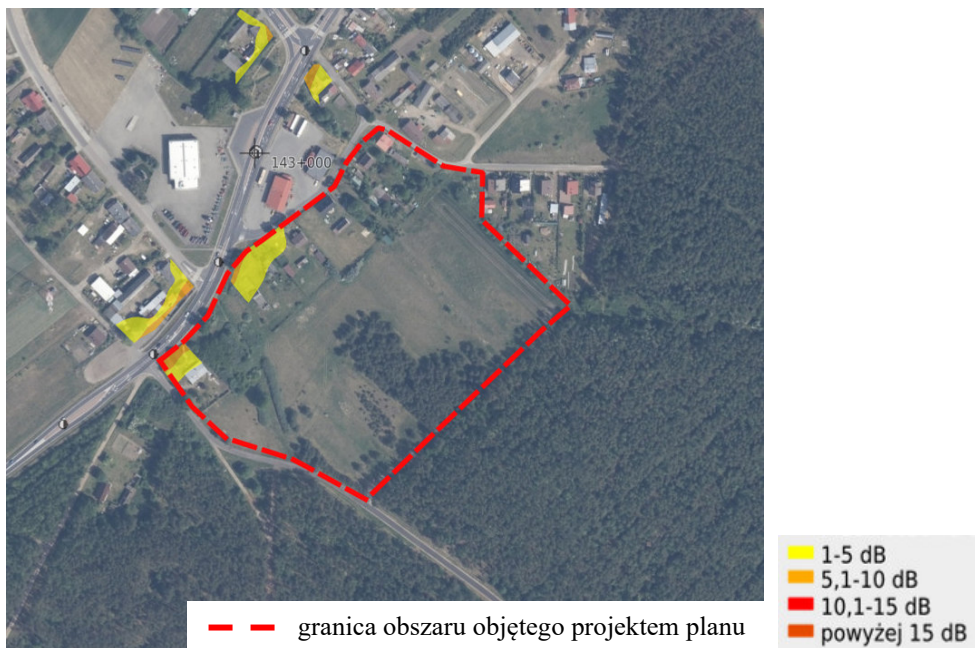 143+000
granica obszaru objętego projektem planu
1-5 dB
5,1-10 dB
10,1-15 dB
powyżej 15 dB